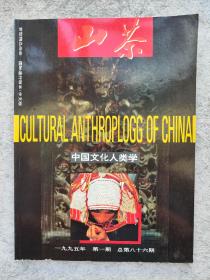 山茶
CULTURAL ANTHROPLOGG OF CHINA
中国文化人类学
一九九五年 第一期 总第八十六期